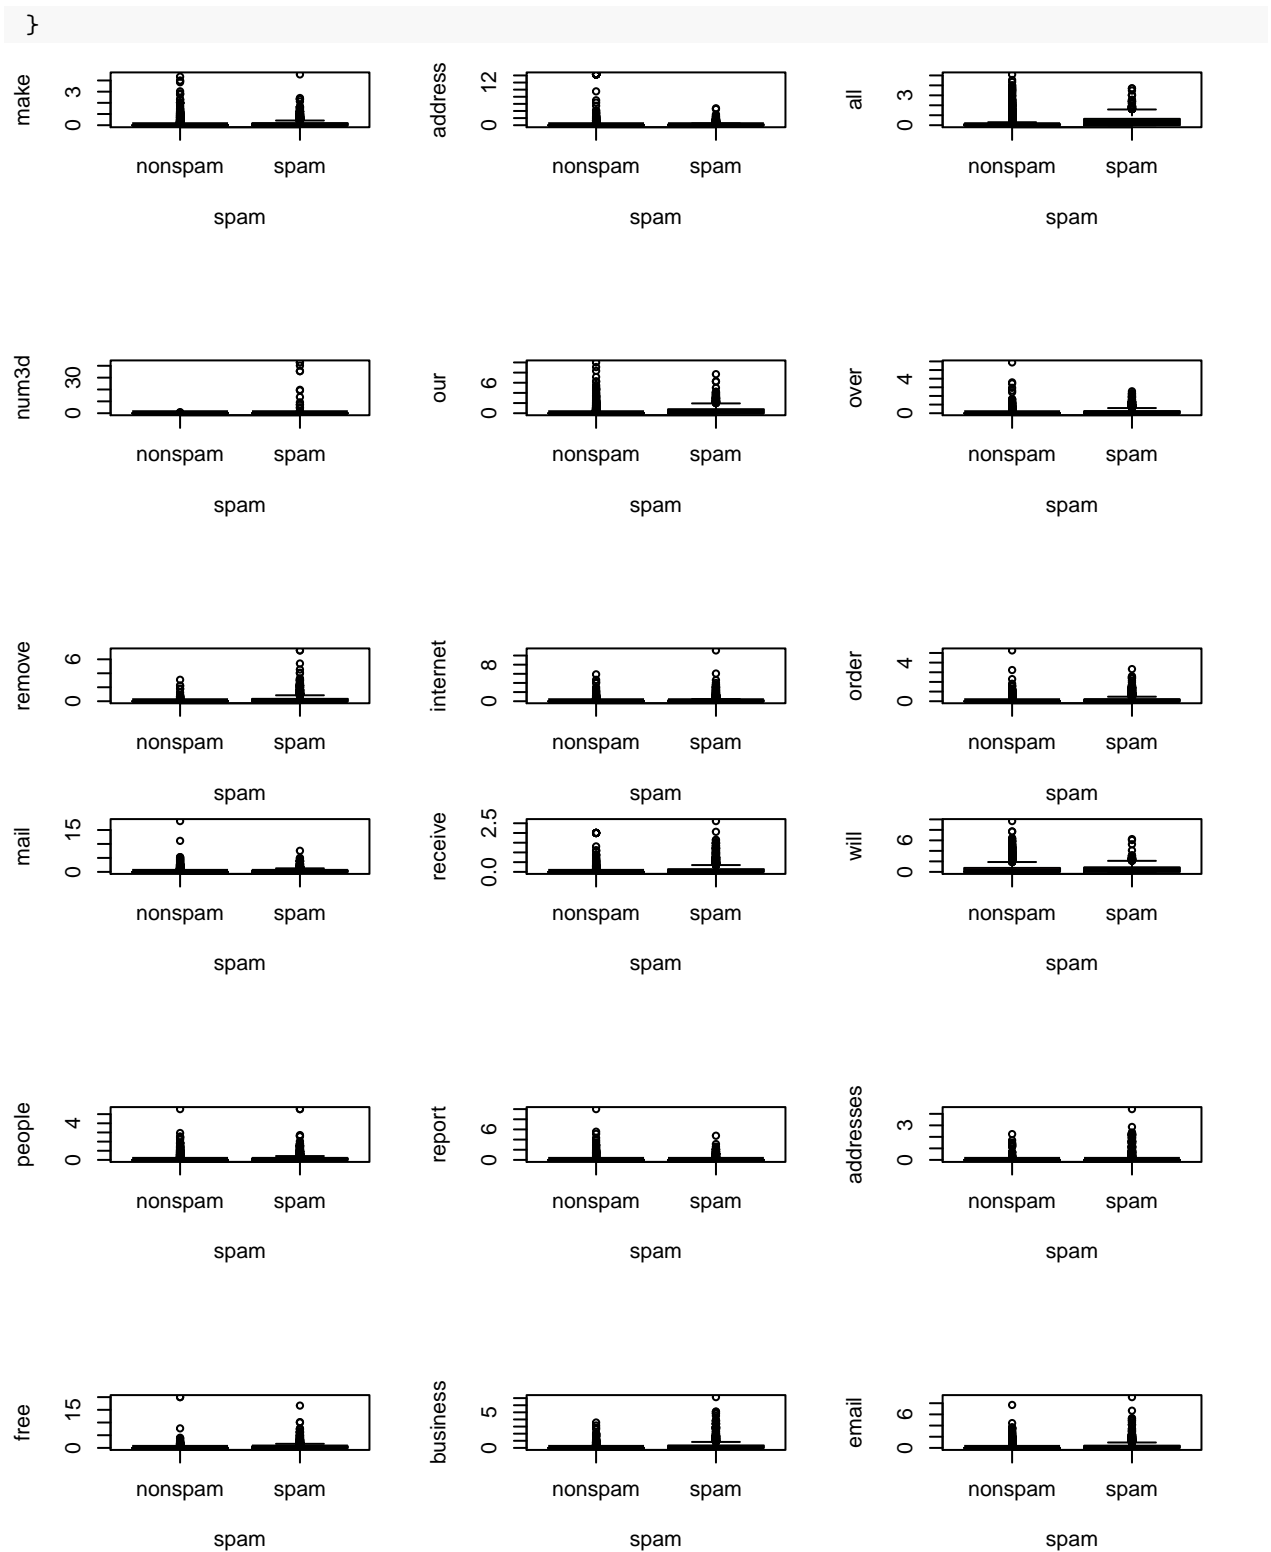 }
make 0 3 nonspam spam spam
address 0 12 nonspam spam spam
all 0 3 nonspam spam spam
num3d 0 30 nonspam spam spam
our 0 6 nonspam spam spam
over 0 4 nonspam spam spam
remove 0 6 nonspam spam spam
internet 0 8 nonspam spam spam
order 0 4 nonspam spam spam
mail 0 15 nonspam spam spam
receive 0.0 2.5 nonspam spam spam
will 0 6 nonspam spam spam
people 0 4 nonspam spam spam
report 0 6 nonspam spam spam
addresses 0 3 nonspam spam spam
free 0 15 nonspam spam spam
business 0 5 nonspam spam spam
email 0 6 nonspam spam spam